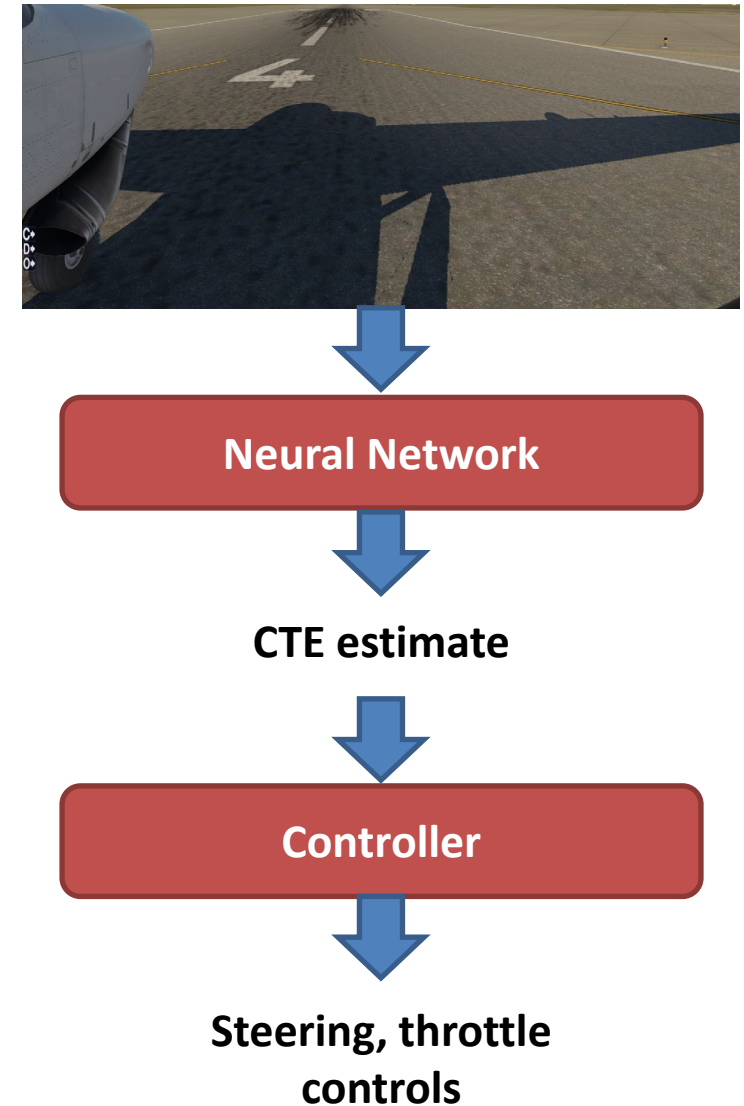 4
C
D
O
Neural Network
CTE estimate
Controller
Steering, throttle
controls